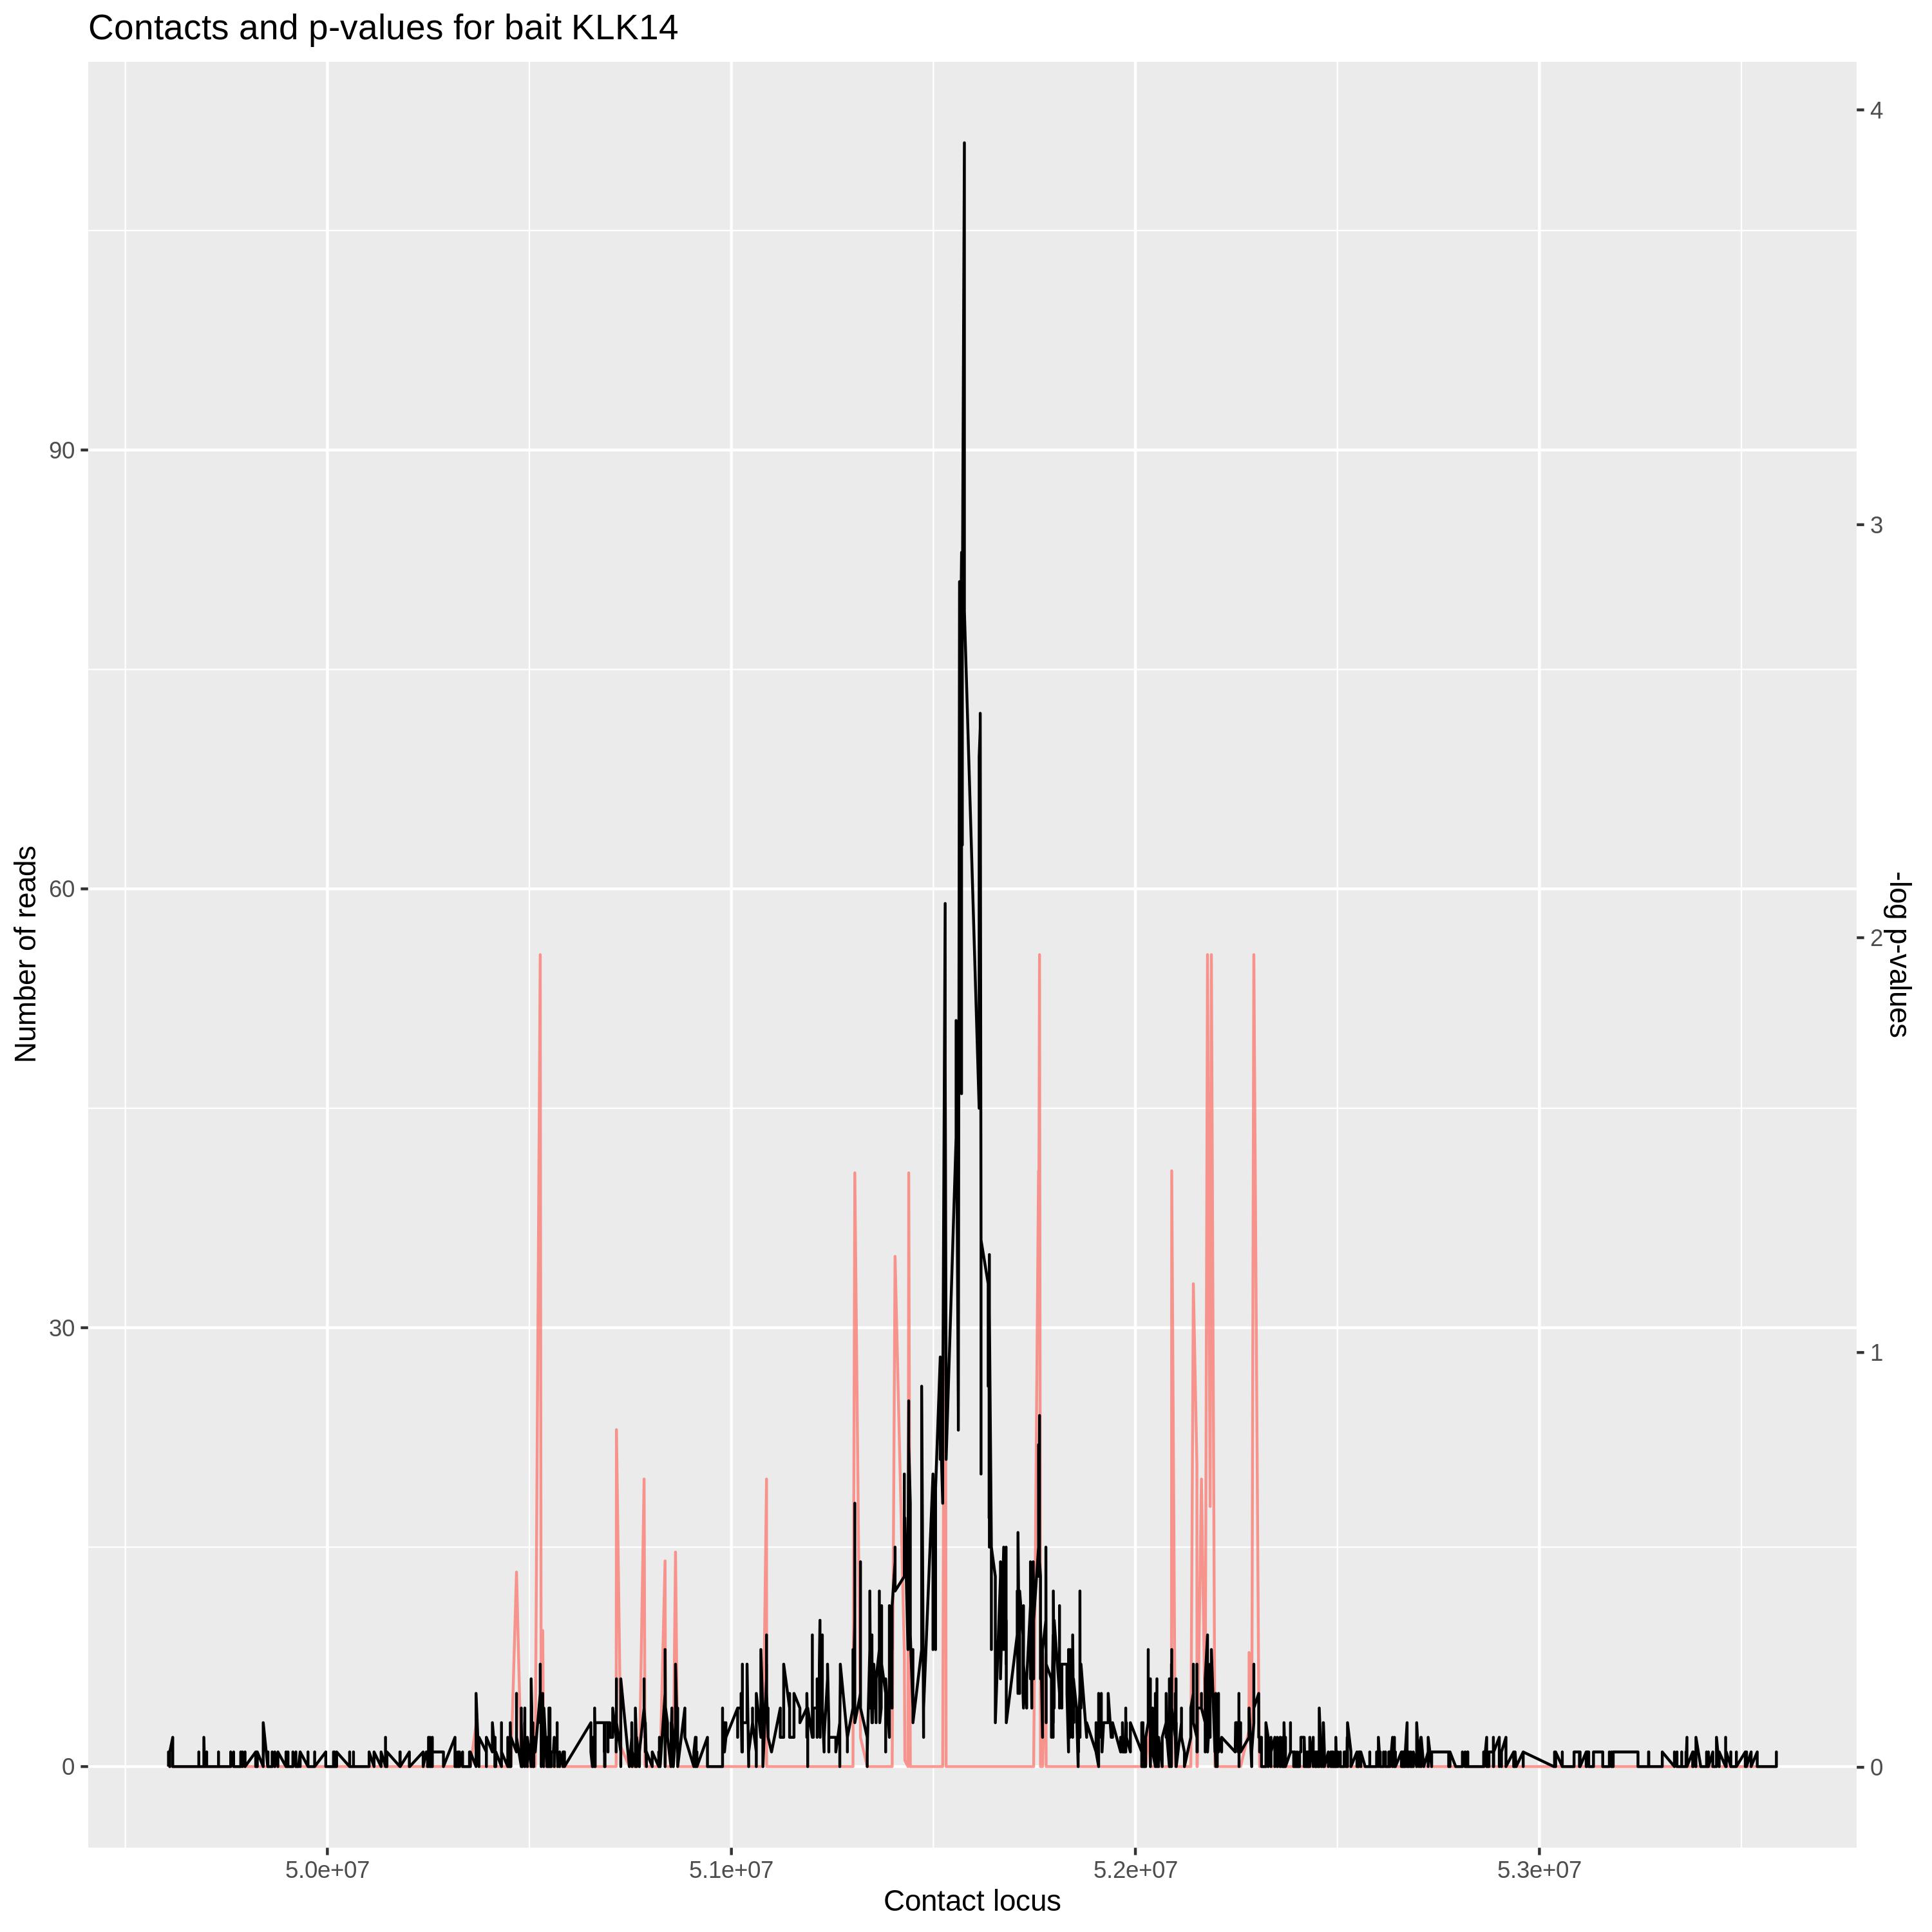 Contacts and p-values for bait KLK14
4
90
3
60
2
30
1
0
0
Number of reads
-log p-values
5.0e+07
5.1e+07
5.2e+07
5.3e+07
Contact locus